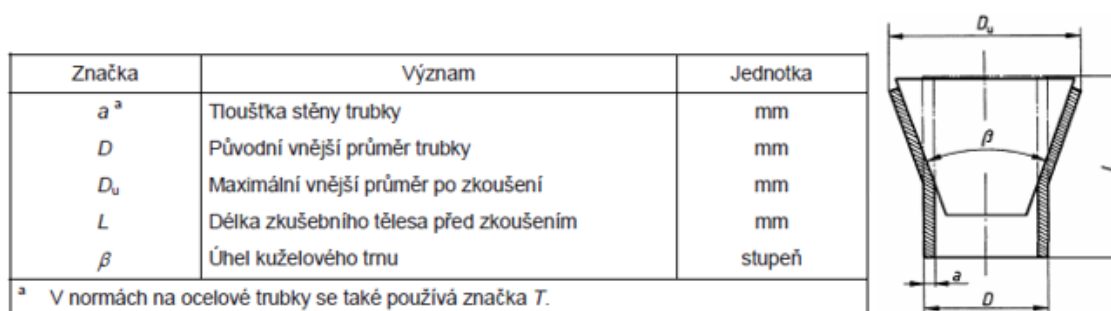 Značka Význam Jednotka
a ª Tloušťka stěny trubky mm
D Původní vnější průměr trubky mm
Du Maximální vnější průměr po zkoušení mm
L Délka zkušebního tělesa před zkoušením mm
β Úhel kuželového trnu stupeň
ª V normách na ocelové trubky se také používá značka T.
Du
β
L
a
D